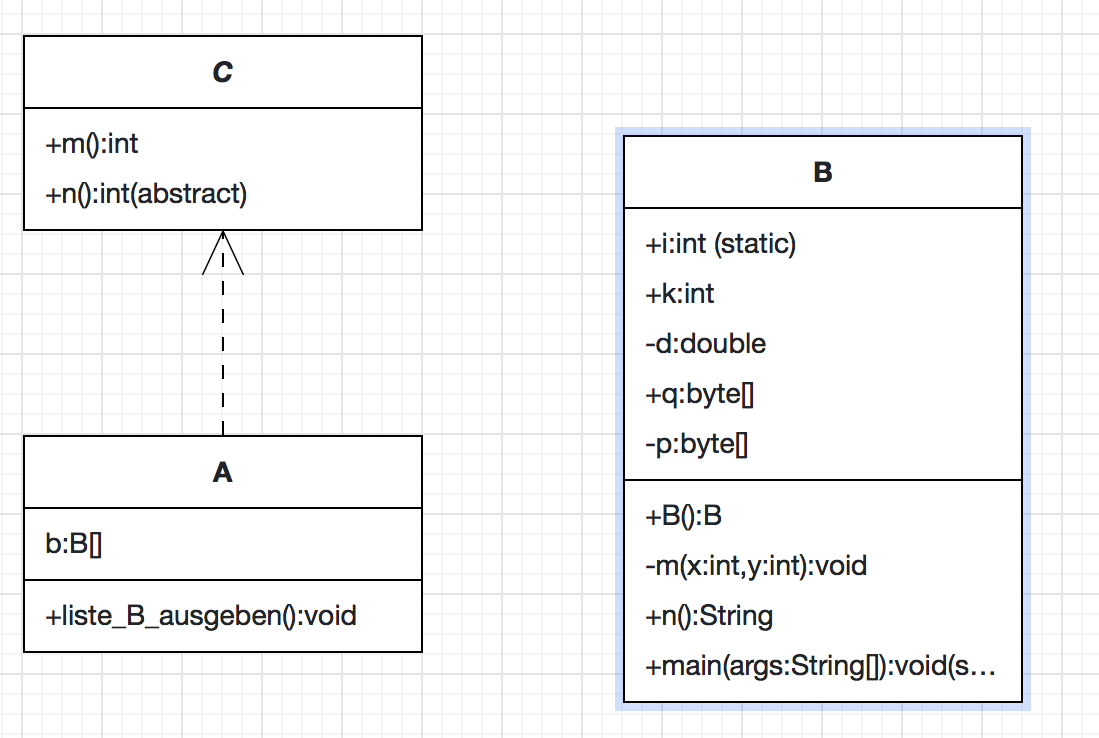 C
+m():int
+n():int(abstract)
A
b:B[]
+liste_B_ausgeben():void
B
+i:int (static)
+k:int
-d:double
+q:byte[]
-p:byte[]
+B():B
-m(x:int,y:int):void
+n():String
+main(args:String[]):void(s...